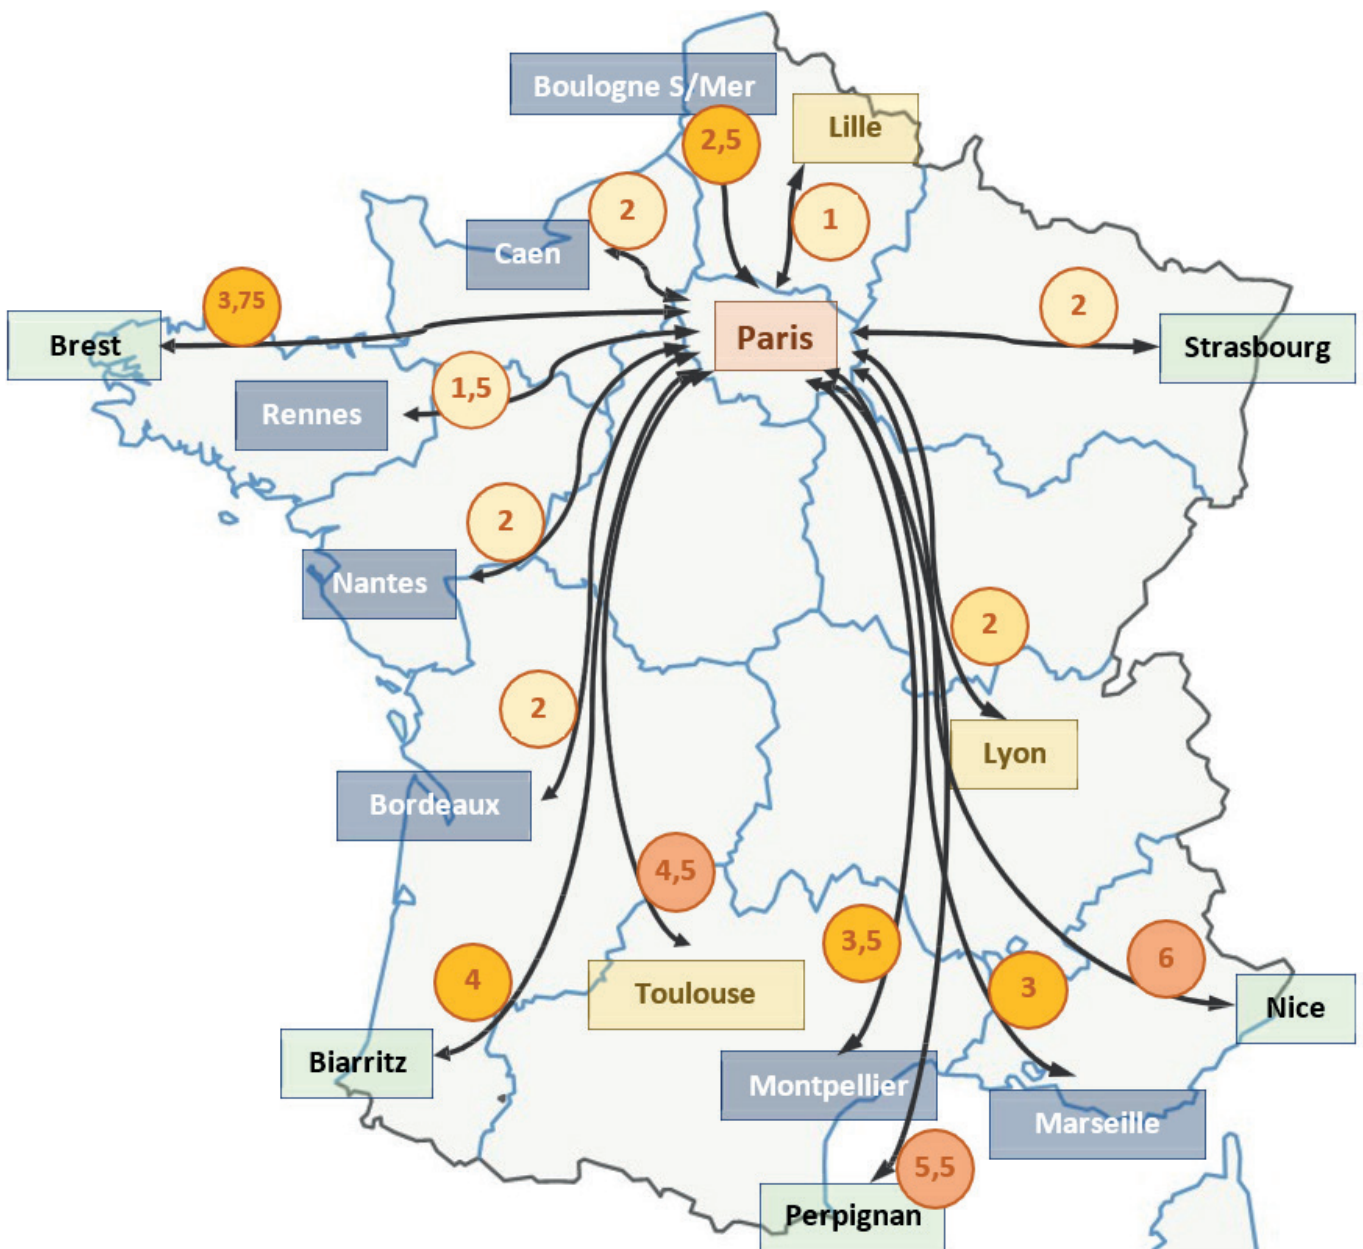 Boulogne S/Mer
Lille
2,5
2
1
Caen
3,75
2
Paris
Brest
Strasbourg
1,5
Rennes
2
Nantes
2
2
Lyon
Bordeaux
4,5
3,5
6
4
3
Toulouse
Nice
Biarritz
Montpellier
Marseille
5,5
Perpignan